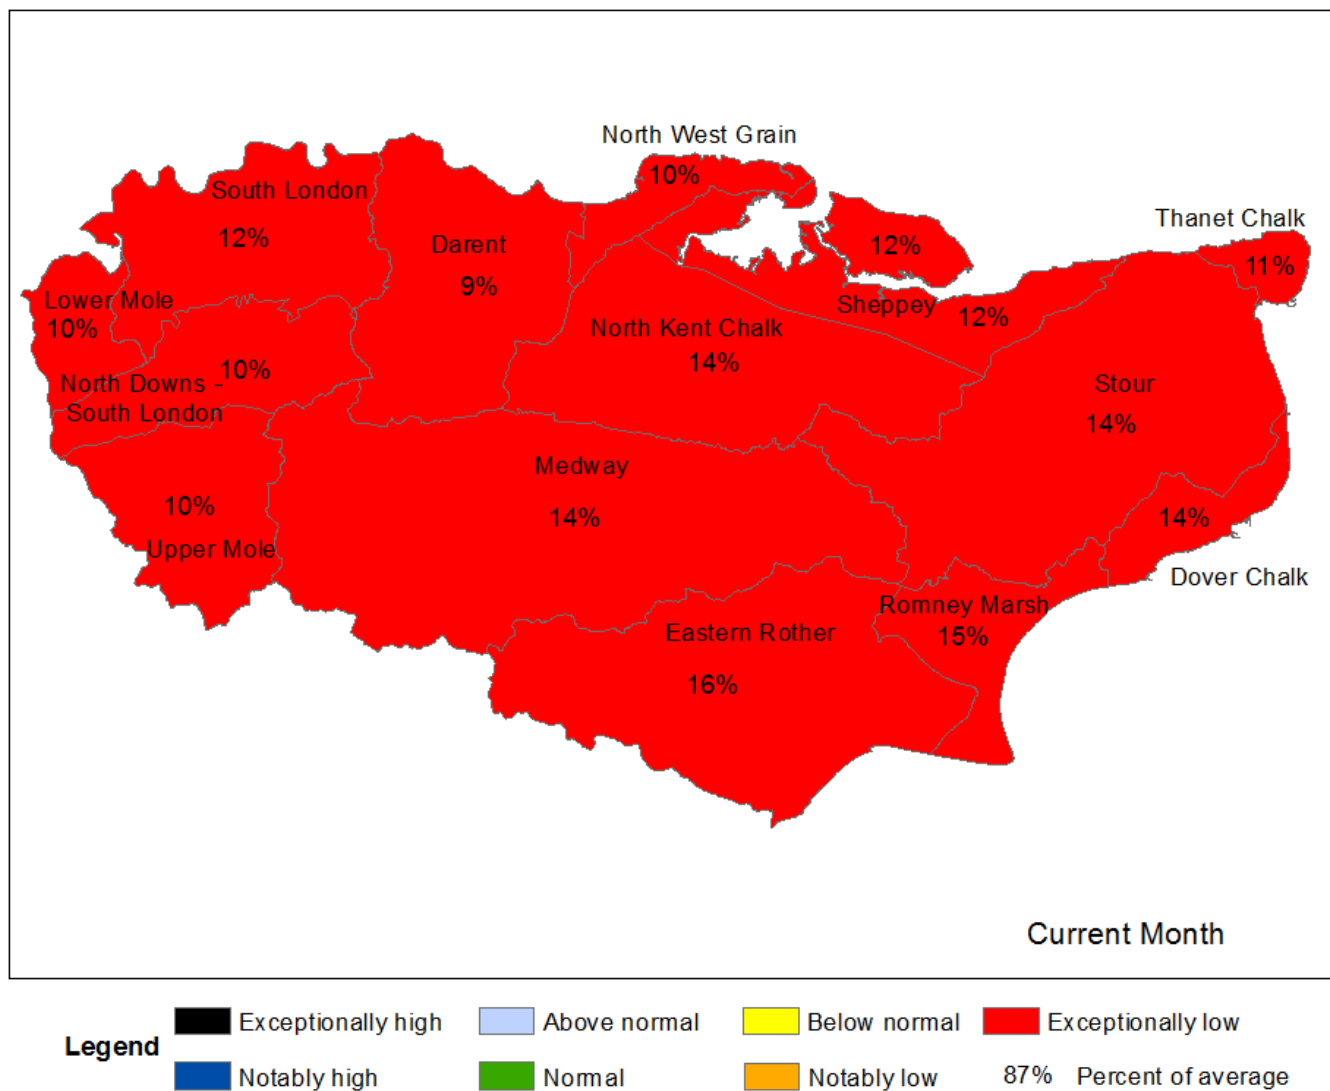 North West Grain
10%
South London
12%
Thanet Chalk
11%
Darent
9%
12%
Lower Mole
10%
Sheppey
12%
North Kent Chalk
14%
10%
North Downs -
South London
Stour
14%
Medway
14%
10%
Upper Mole
14%
Dover Chalk
Romney Marsh
15%
Eastern Rother
16%
Current Month
Legend
Exceptionally high
Above normal
Below normal
Exceptionally low
Notably high
Normal
Notably low
87% Percent of average